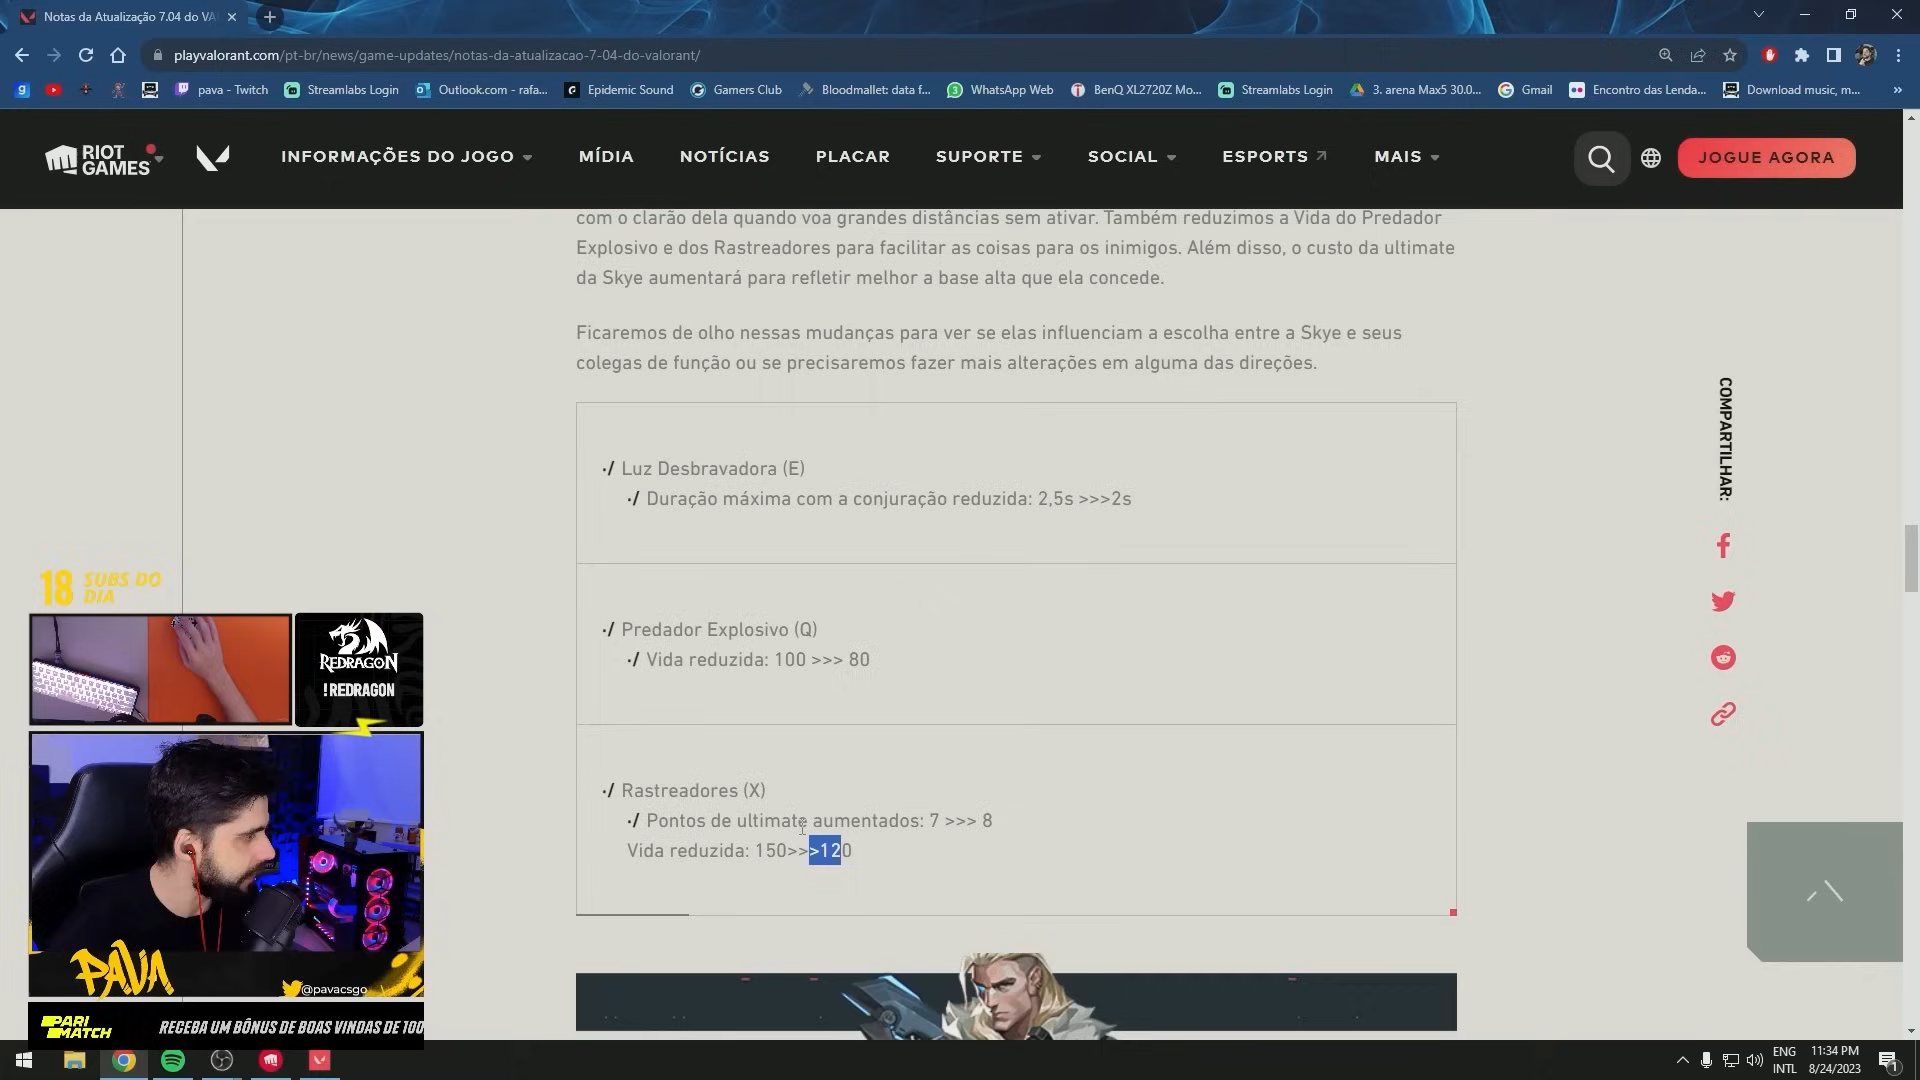 Notas da Atualização 7.04 do VA
playvalorant.com/pt-br/news/game-updates/notas-da-atualizacao-7-04-do-valorant/
pava - Twitch
Streamlabs Login
Outlook.com - rafa...
Epidemic Sound
Gamers Club
Bloodmallet: data f...
WhatsApp Web
BenQ XL2720Z Mo...
Streamlabs Login
3. arena Max5 30.0...
Gmail
Encontro das Lenda...
Download music, m...
»
RIOT
GAMES
INFORMAÇÕES DO JOGO
MÍDIA
NOTÍCIAS
PLACAR
SUPORTE
SOCIAL
ESPORTS
MAIS
JOGUE AGORA
com o clarão dela quando voa grandes distâncias sem ativar. Também reduzimos a Vida do Predador
Explosivo e dos Rastreadores para facilitar as coisas para os inimigos. Além disso, o custo da ultimate
da Skye aumentará para refletir melhor a base alta que ela concede.
Ficaremos de olho nessas mudanças para ver se elas influenciam a escolha entre a Skye e seus
colegas de função ou se precisaremos fazer mais alterações em alguma das direções.
Luz Desbravadora (E)
Duração máxima com a conjuração reduzida: 2,5s >>>2s
Predador Explosivo (Q)
Vida reduzida: 100 >>> 80
Rastreadores (X)
Pontos de ultimate aumentados: 7 >>> 8
Vida reduzida: 150>>>120
COMPARTILHAR:
18 SUBS DO
DIA
REDRAGON
!REDRAGON
PAVA
@pavacsgo
PARI
MATCH
RECEBA UM BÔNUS DE BOAS VINDAS DE 100
ENG
INTL
11:34 PM
8/24/2023
1